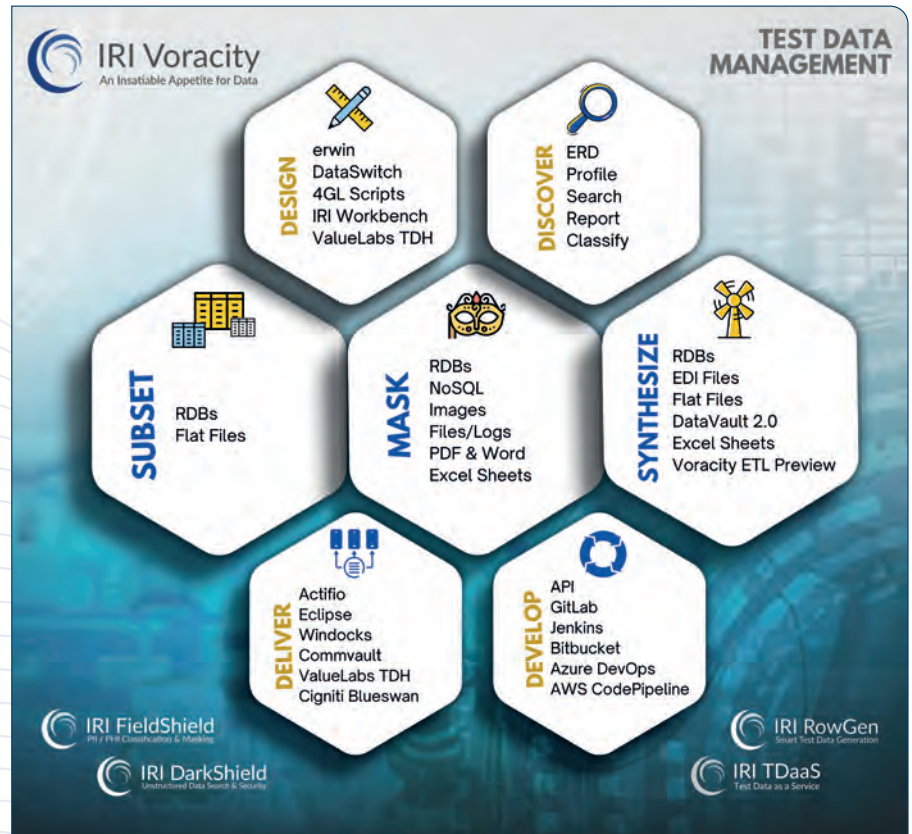 IRI Voracity
An Insatiable Appetite for Data
TEST DATA
MANAGEMENT
DESIGN
erwin
DataSwitch
4GL Scripts
IRI Workbench
ValueLabs TDH
DISCOVER
ERD
Profile
Search
Report
Classify
SUBSET
RDBs
Flat Files
MASK
RDBs
NoSQL
Images
Files/Logs
PDF & Word
Excel Sheets
SYNTHESIZE
RDBs
EDI Files
Flat Files
DataVault 2.0
Excel Sheets
Voracity ETL Preview
DELIVER
Actifio
Eclipse
Windocks
Commvault
ValueLabs TDH
Cigniti Blueswan
DEVELOP
API
GitLab
Jenkins
Bitbucket
Azure DevOps
AWS CodePipeline
IRI FieldShield
PII / PHI Classification & Masking
IRI DarkShield
Unstructured Data Search & Security
IRI RowGen
Smart Test Data Generation
IRI TDaaS
Test Data as a Service